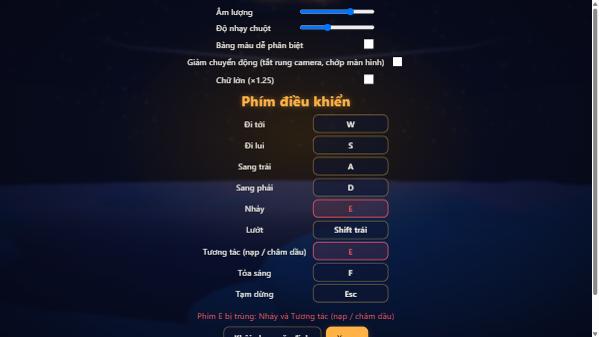 Âm lượng
Độ nhạy chuột
Bảng màu dễ phân biệt
Giảm chuyển động (tắt rung camera, chớp màn hình)
Chữ lớn (×1.25)
Phím điều khiển
Đi tới W
Đi lui S
Sang trái A
Sang phải D
Nhảy E
Lướt Shift trái
Tương tác (nạp / châm dầu) E
Tỏa sáng F
Tạm dừng Esc
Phím E bị trùng: Nhảy và Tương tác (nạp / châm dầu)